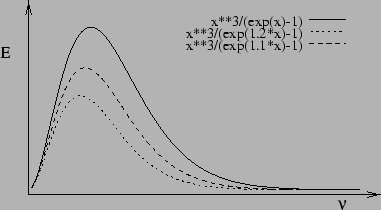 x**3/(exp(x)-1)
x**3/(exp(1.2*x)-1)
x**3/(exp(1.1*x)-1)
E
ν